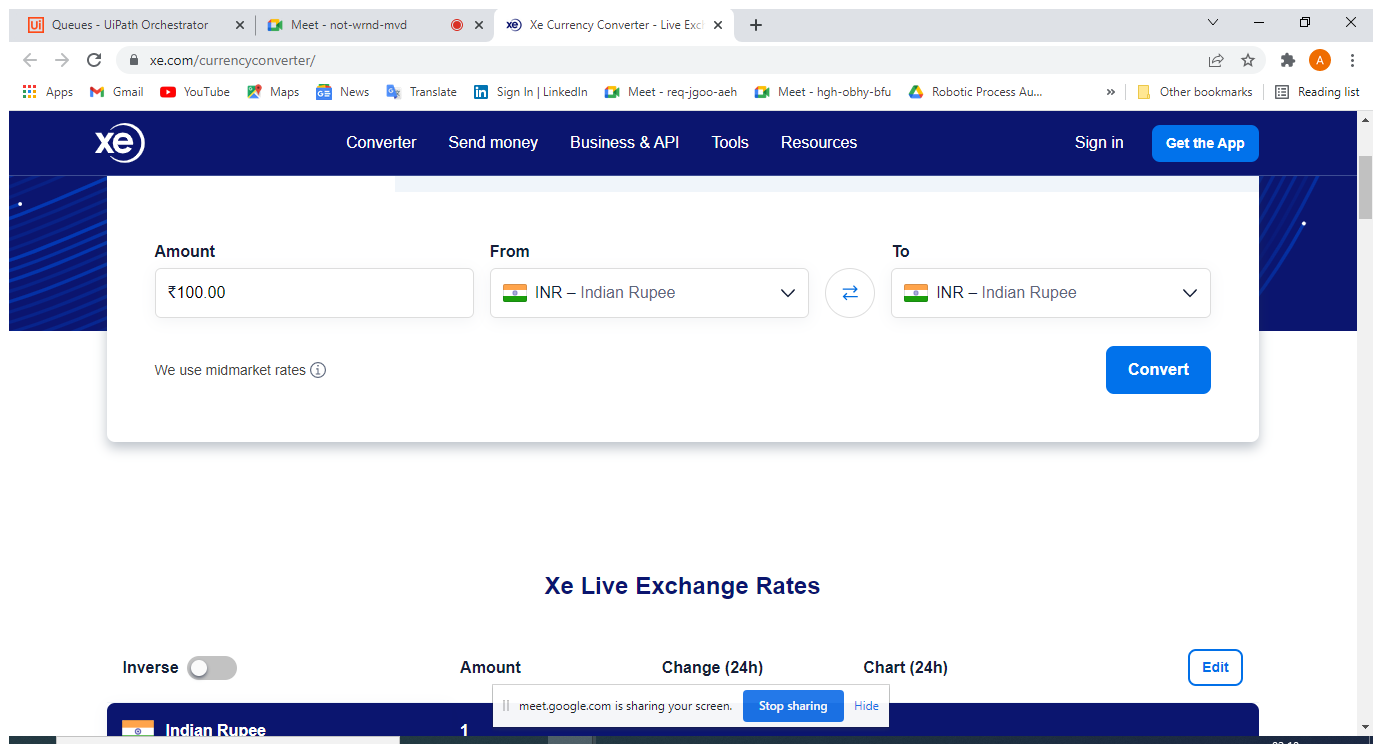 Queues - UiPath Orchestrator
Meet - not-wrnd-mvd
Xe Currency Converter - Live Exc
xe.com/currencyconverter/
A
Apps Gmail YouTube Maps News Translate Sign In | LinkedIn Meet - req-jgoo-aeh Meet - hgh-obhy-bfu Robotic Process Au... » Other bookmarks Reading list
xe Converter Send money Business & API Tools Resources Sign in Get the App
Amount From To
₹100.00 INR – Indian Rupee INR – Indian Rupee
We use midmarket rates Convert
Xe Live Exchange Rates
Inverse Amount Change (24h) Chart (24h) Edit
meet.google.com is sharing your screen. Stop sharing Hide
Indian Rupee 1